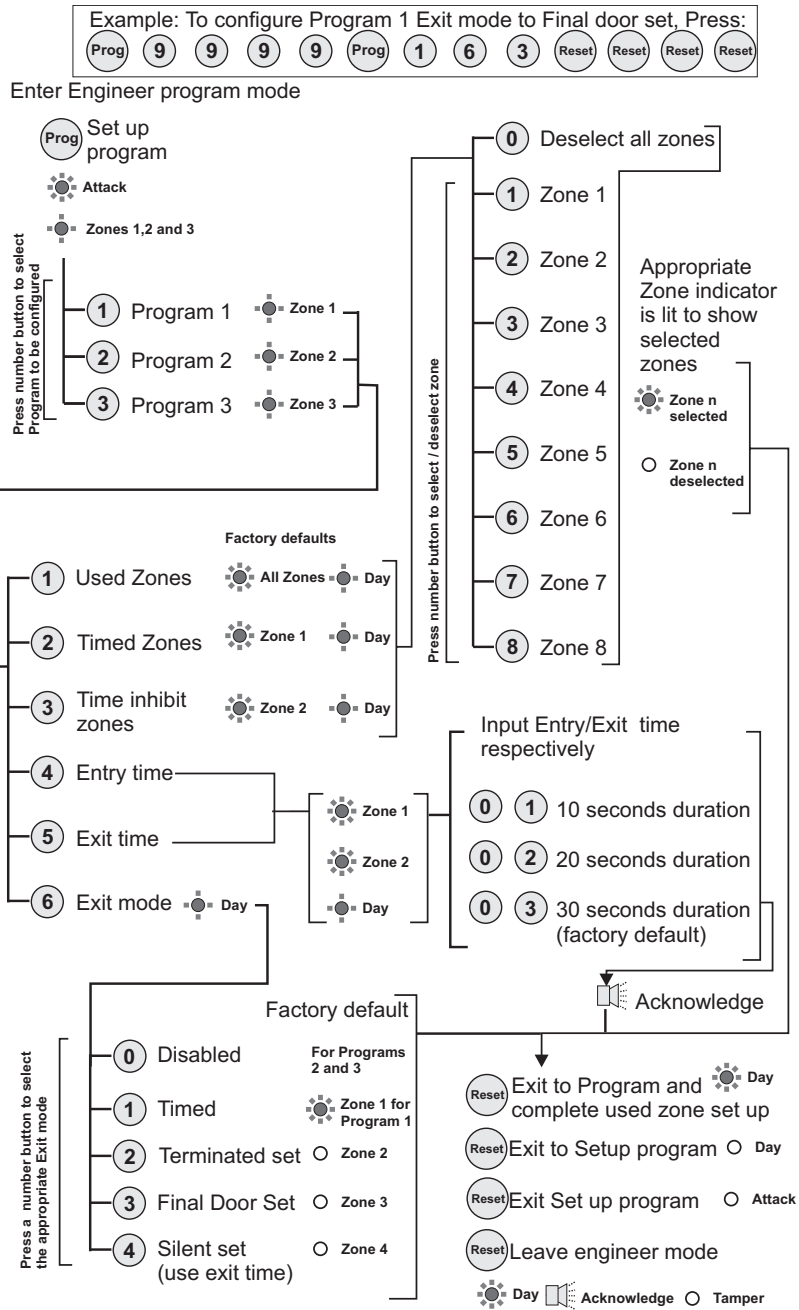 Example: To configure Program 1 Exit mode to Final door set, Press:
Prog 9 9 9 9 Prog 1 6 3 Reset Reset Reset Reset
Enter Engineer program mode
Prog Set up
program
Attack
Zones 1,2 and 3
Press number button to select
Program to be configured
1 Program 1 Zone 1
2 Program 2 Zone 2
3 Program 3 Zone 3
0 Deselect all zones
1 Zone 1
2 Zone 2
3 Zone 3
4 Zone 4
5 Zone 5
6 Zone 6
7 Zone 7
8 Zone 8
Press number button to select / deselect zone
Appropriate
Zone indicator
is lit to show
selected
zones
Zone n
selected
Zone n
deselected
Factory defaults
1 Used Zones All Zones Day
2 Timed Zones Zone 1 Day
3 Time inhibit
zones Zone 2 Day
4 Entry time
5 Exit time
6 Exit mode Day
Zone 1
Zone 2
Day
Input Entry/Exit time
respectively
0 1 10 seconds duration
0 2 20 seconds duration
0 3 30 seconds duration
(factory default)
Acknowledge
Factory default
Press a number button to select
the appropriate Exit mode
0 Disabled For Programs
2 and 3
1 Timed Zone 1 for
Program 1
2 Terminated set Zone 2
3 Final Door Set Zone 3
4 Silent set Zone 4
(use exit time)
Reset Exit to Program and Day
complete used zone set up
Reset Exit to Setup program Day
Reset Exit Set up program Attack
Reset Leave engineer mode
Day Acknowledge Tamper